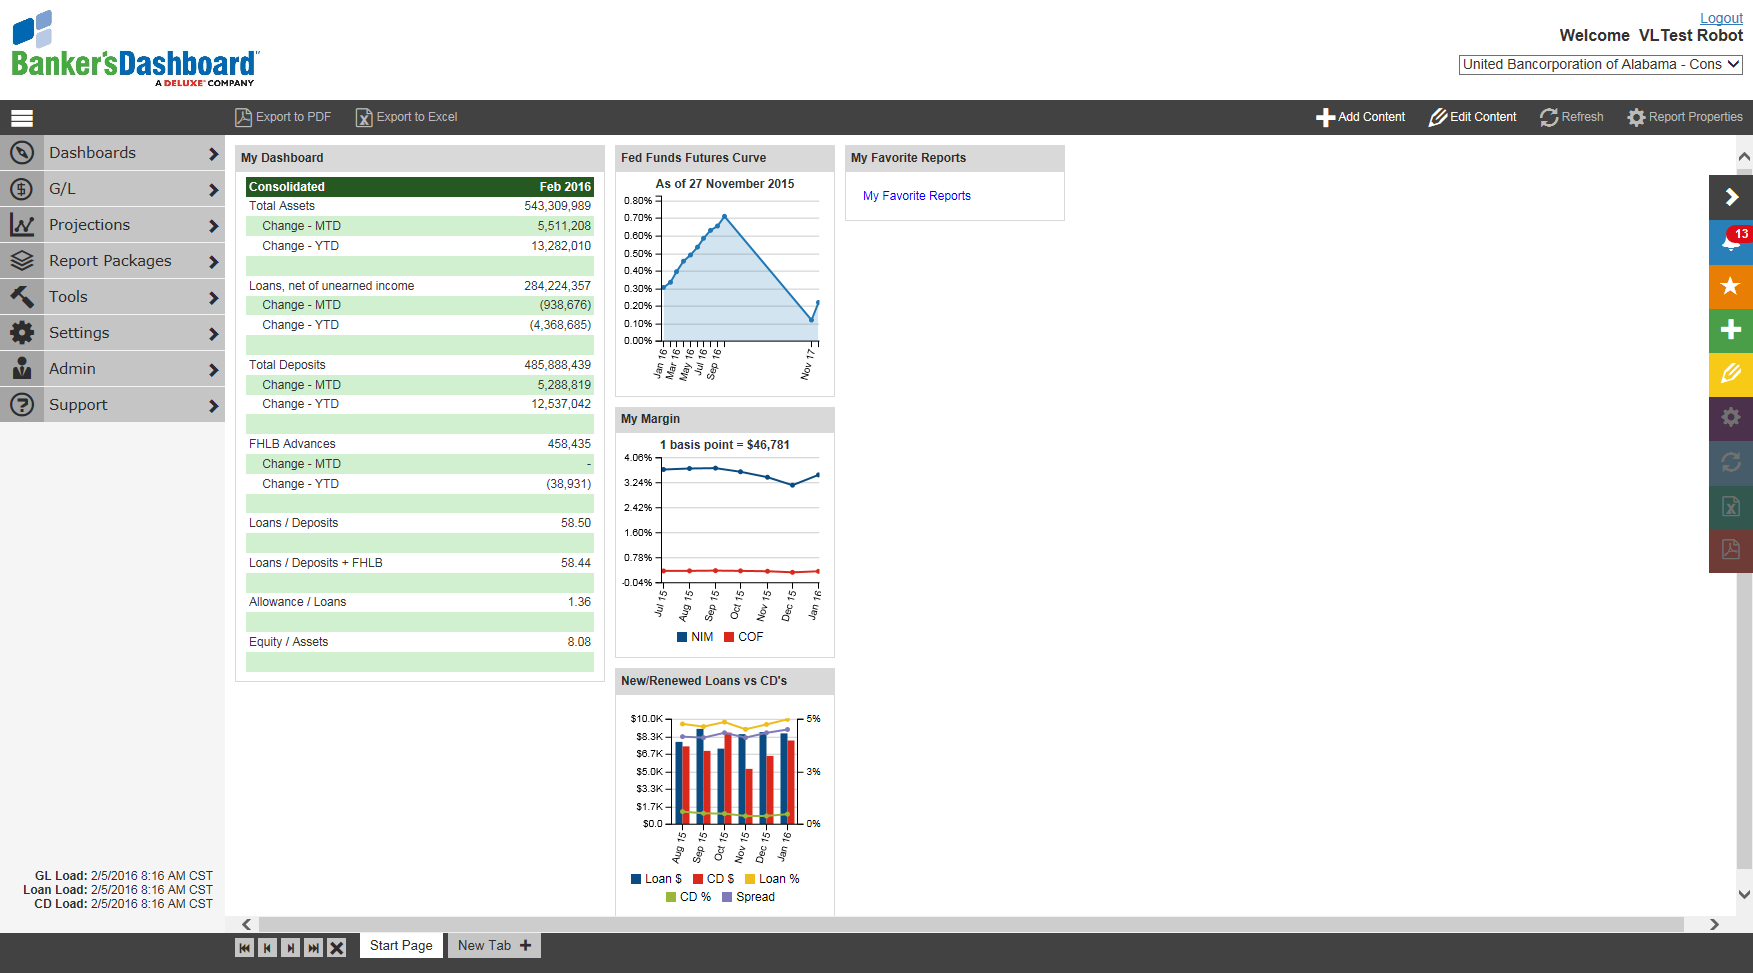 Logout
Welcome VLTest Robot
United Bancorporation of Alabama - Cons
Banker'sDashboard
A DELUXE COMPANY
Export to PDF
Export to Excel
Add Content
Edit Content
Refresh
Report Properties
Dashboards
G/L
Projections
Report Packages
Tools
Settings
Admin
Support
GL Load: 2/5/2016 8:16 AM CST
Loan Load: 2/5/2016 8:16 AM CST
CD Load: 2/5/2016 8:16 AM CST
My Dashboard
Consolidated Feb 2016
Total Assets 543,309,989
Change - MTD 5,511,208
Change - YTD 13,282,010
Loans, net of unearned income 284,224,357
Change - MTD (938,676)
Change - YTD (4,368,685)
Total Deposits 485,888,439
Change - MTD 5,288,819
Change - YTD 12,537,042
FHLB Advances 458,435
Change - MTD -
Change - YTD (38,931)
Loans / Deposits 58.50
Loans / Deposits + FHLB 58.44
Allowance / Loans 1.36
Equity / Assets 8.08
Fed Funds Futures Curve
As of 27 November 2015
0.80%
0.70%
0.60%
0.50%
0.40%
0.30%
0.20%
0.10%
0.00%
Jan 16
Mar 16
May 16
Jul 16
Sep 16
Nov 17
My Margin
1 basis point = $46,781
4.06%
3.24%
2.42%
1.60%
0.78%
-0.04%
Jul 15
Aug 15
Sep 15
Oct 15
Nov 15
Dec 15
Jan 16
NIM COF
New/Renewed Loans vs CD's
$10.0K 5%
$8.3K
$6.7K
$5.0K 3%
$3.3K
$1.7K
$0.0 0%
Aug 15
Sep 15
Oct 15
Nov 15
Dec 15
Jan 16
Loan $ CD $ Loan %
CD % Spread
My Favorite Reports
My Favorite Reports
13
Start Page
New Tab